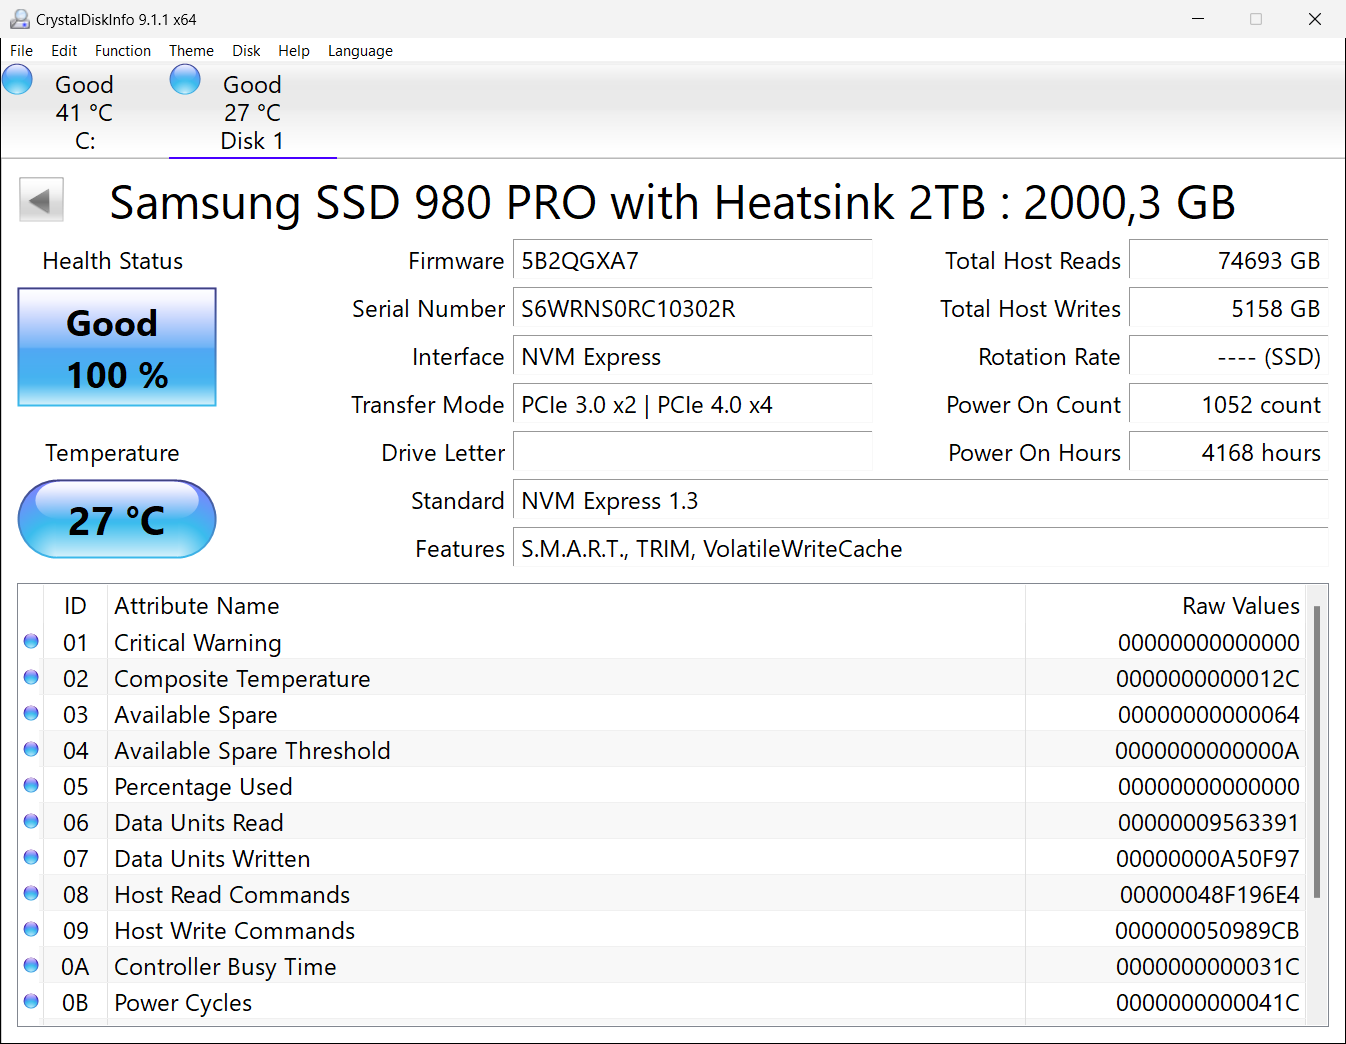 CrystalDiskInfo 9.1.1 x64
File Edit Function Theme Disk Help Language
Good
41 °C
C:
Good
27 °C
Disk 1
Samsung SSD 980 PRO with Heatsink 2TB : 2000,3 GB
Health Status
Good
100 %
Temperature
27 °C
Firmware 5B2QGXA7
Serial Number S6WRNS0RC10302R
Interface NVM Express
Transfer Mode PCIe 3.0 x2 | PCIe 4.0 x4
Drive Letter
Standard NVM Express 1.3
Features S.M.A.R.T., TRIM, VolatileWriteCache
Total Host Reads 74693 GB
Total Host Writes 5158 GB
Rotation Rate ---- (SSD)
Power On Count 1052 count
Power On Hours 4168 hours
ID Attribute Name Raw Values
01 Critical Warning 00000000000000
02 Composite Temperature 0000000000012C
03 Available Spare 00000000000064
04 Available Spare Threshold 0000000000000A
05 Percentage Used 00000000000000
06 Data Units Read 00000009563391
07 Data Units Written 00000000A50F97
08 Host Read Commands 00000048F196E4
09 Host Write Commands 000000050989CB
0A Controller Busy Time 0000000000031C
0B Power Cycles 0000000000041C